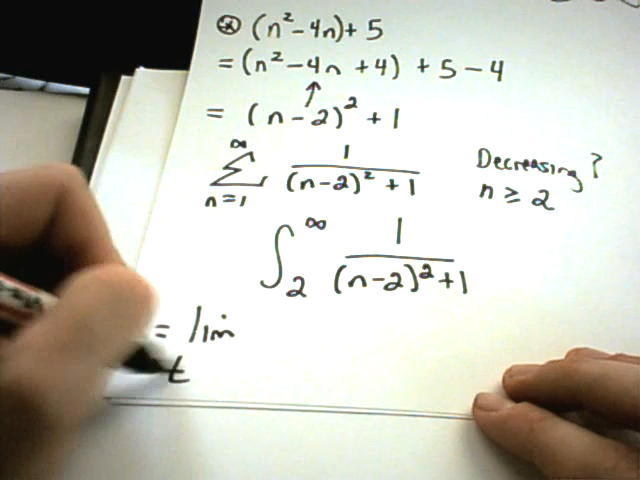 ⊛ (n² - 4n) + 5
= (n² - 4n + 4) + 5 - 4
= (n - 2)² + 1
∞ ∑ n=1 1 / (n-2)² + 1
Decreasing?
n ≥ 2
∫₂^∞ 1 / (n-2)² + 1
= lim
t